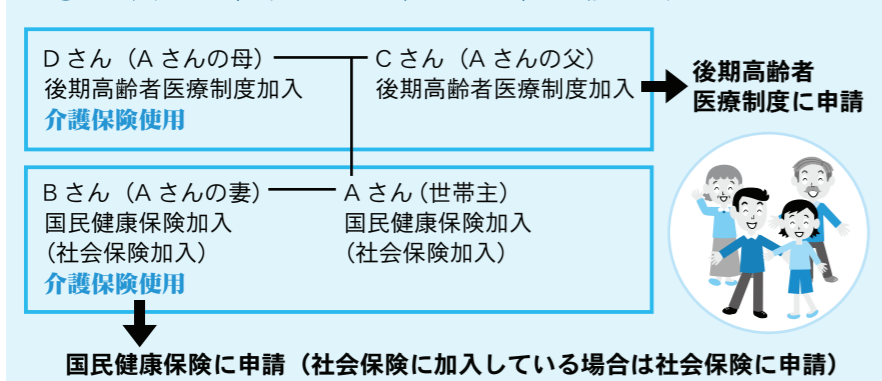 Dさん（Aさんの母）
後期高齢者医療制度加入
介護保険使用
Cさん（Aさんの父）
後期高齢者医療制度加入
後期高齢者
医療制度に申請
Bさん（Aさんの妻）
国民健康保険加入
（社会保険加入）
介護保険使用
Aさん（世帯主）
国民健康保険加入
（社会保険加入）
国民健康保険に申請（社会保険に加入している場合は社会保険に申請）